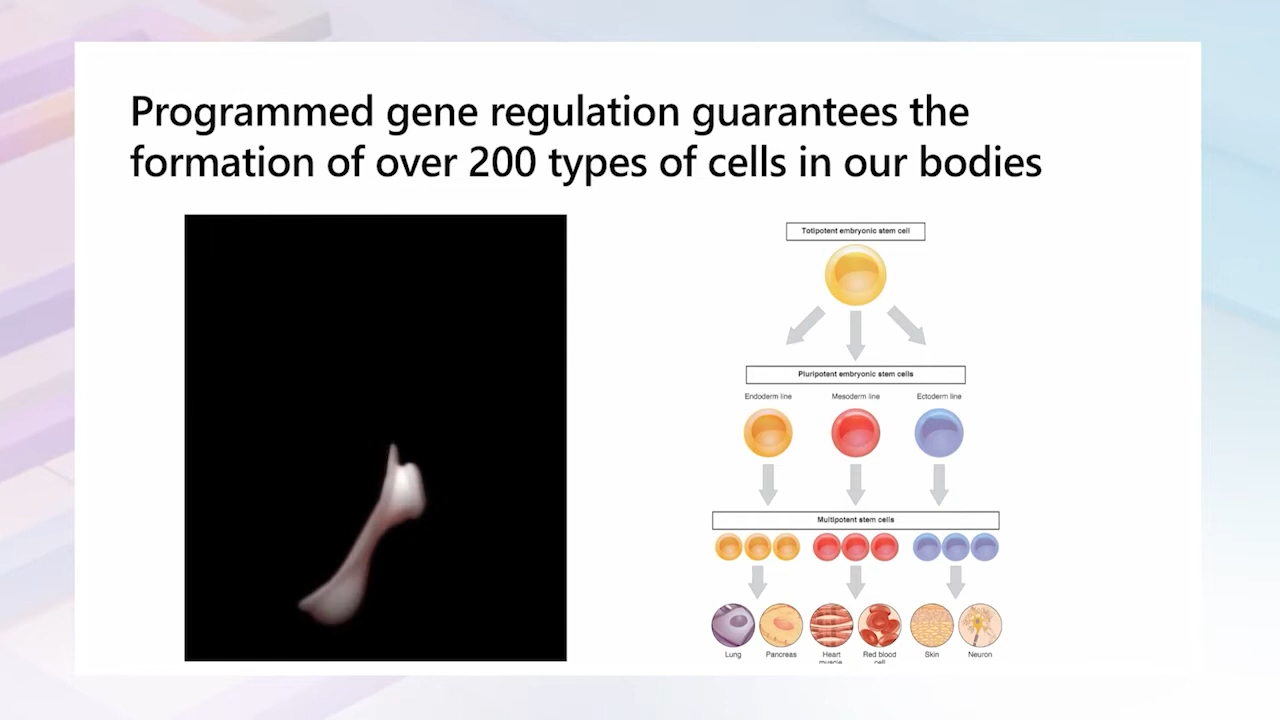 Programmed gene regulation guarantees the
formation of over 200 types of cells in our bodies
Totipotent embryonic stem cell
Pluripotent embryonic stem cells
Endoderm line Mesoderm line Ectoderm line
Multipotent stem cells
Lung Pancreas Heart muscle Red blood cell Skin Neuron